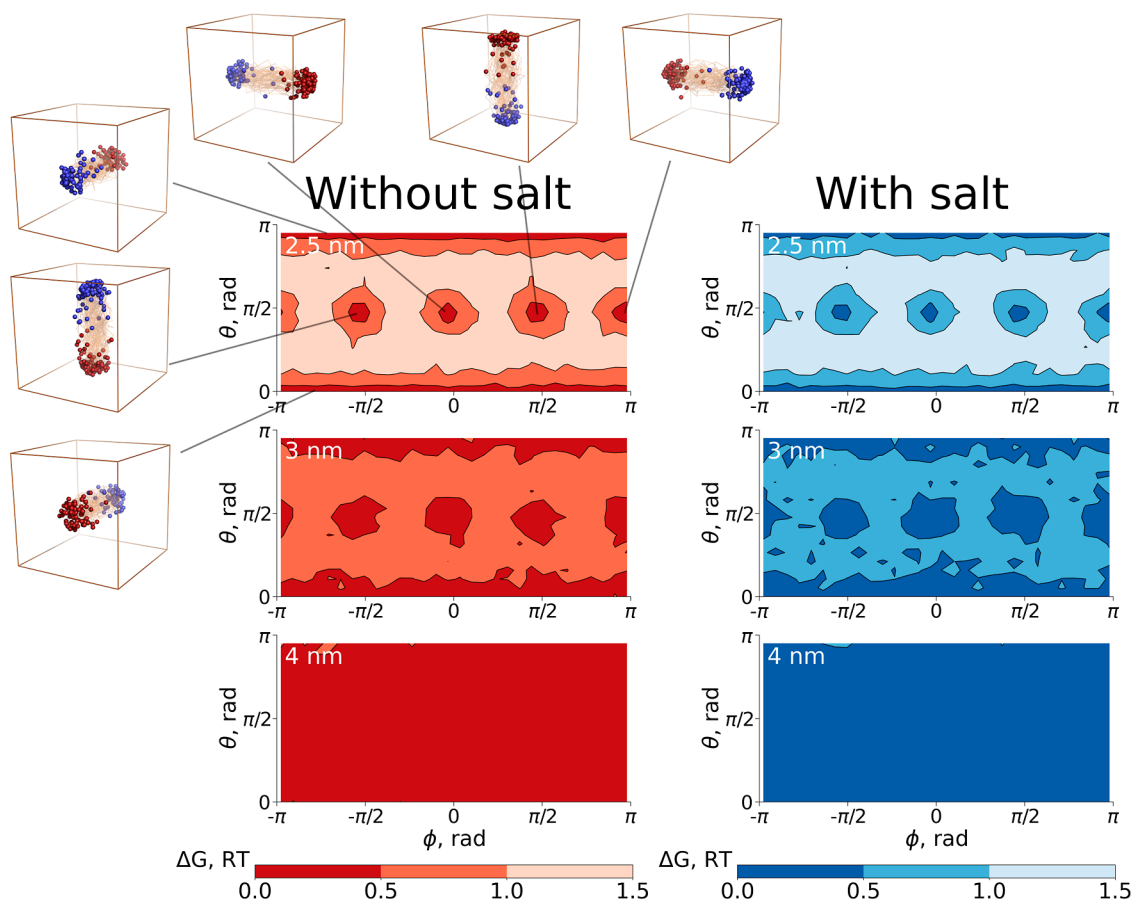 Without salt
With salt
π
π/2
0
θ, rad
2.5 nm
-π
-π/2
0
π/2
π
π
π/2
0
θ, rad
2.5 nm
-π
-π/2
0
π/2
π
π
π/2
0
θ, rad
3 nm
-π
-π/2
0
π/2
π
π
π/2
0
θ, rad
3 nm
-π
-π/2
0
π/2
π
π
π/2
0
θ, rad
4 nm
-π
-π/2
0
π/2
π
ϕ, rad
π
π/2
0
θ, rad
4 nm
-π
-π/2
0
π/2
π
ϕ, rad
ΔG, RT
0.0
0.5
1.0
1.5
ΔG, RT
0.0
0.5
1.0
1.5